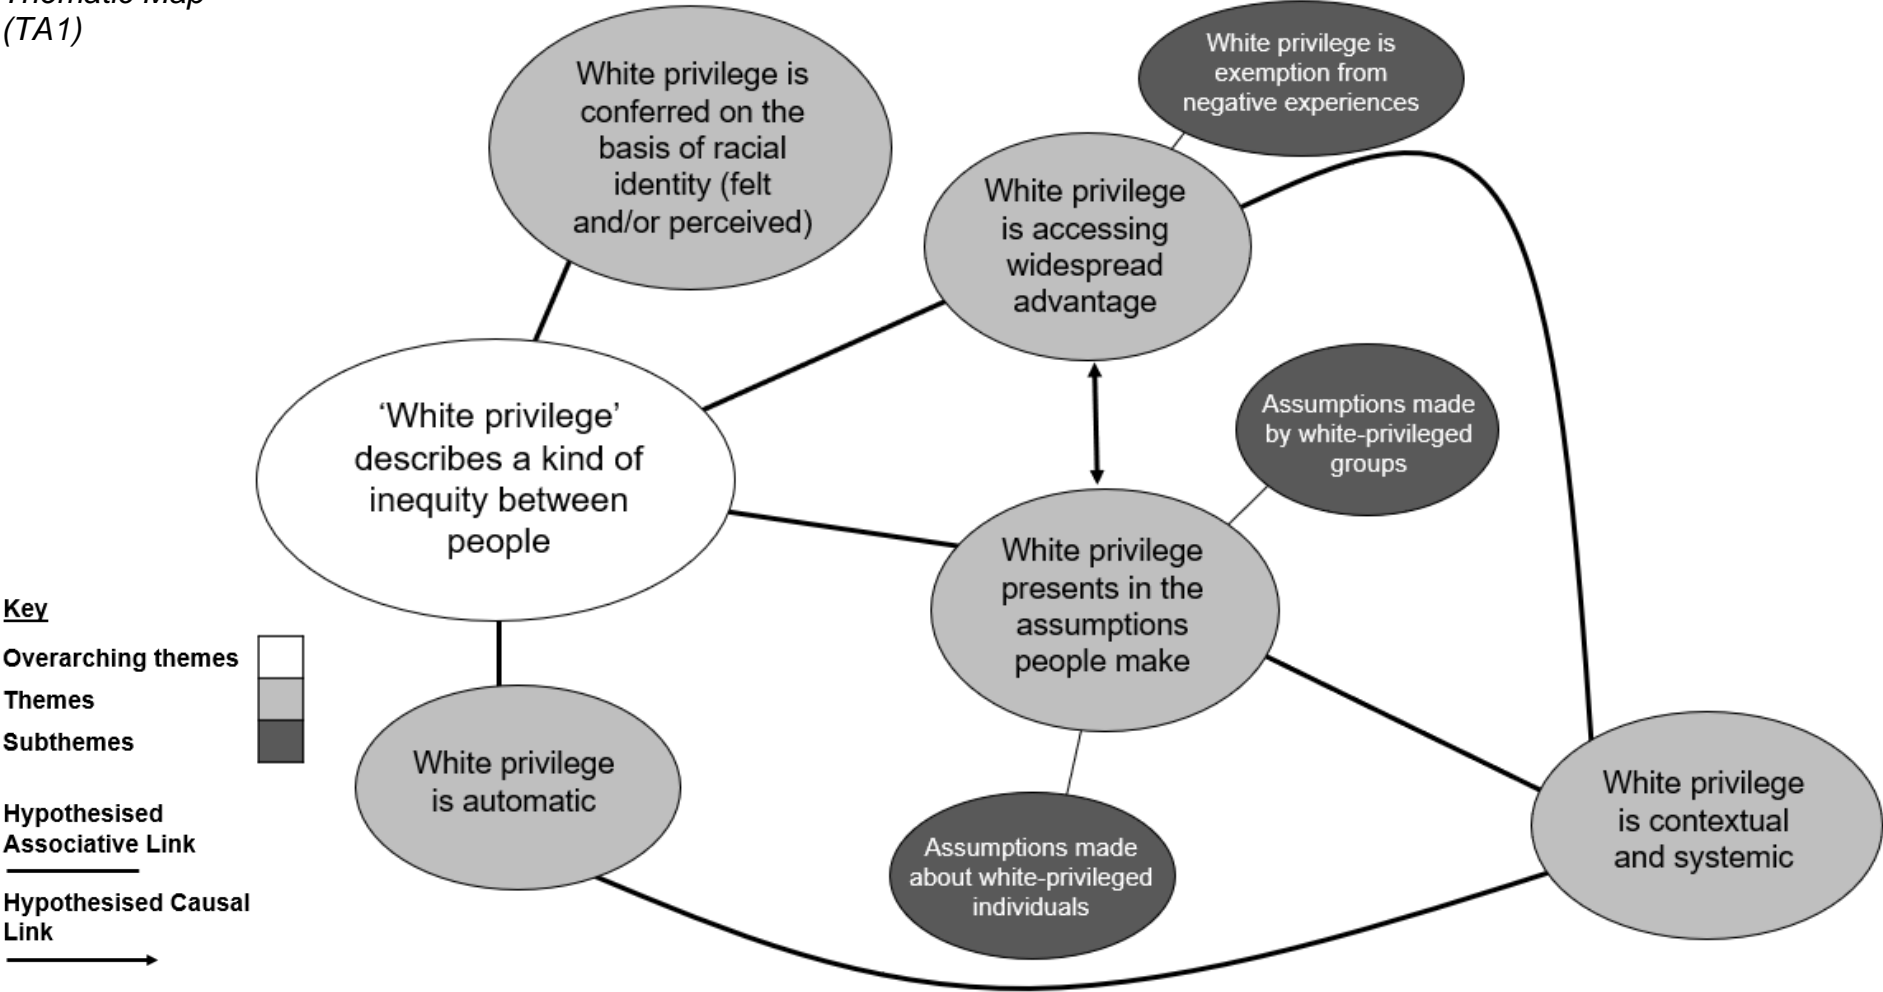 Thematic Map
(TA1)
White privilege is
conferred on the
basis of racial
identity (felt
and/or perceived)
White privilege is
exemption from
negative experiences
White privilege
is accessing
widespread
advantage
‘White privilege’
describes a kind of
inequity between
people
Assumptions made
by white-privileged
groups
White privilege
presents in the
assumptions
people make
White privilege
is automatic
Assumptions made
about white-privileged
individuals
White privilege
is contextual
and systemic
Key
Overarching themes
Themes
Subthemes
Hypothesised
Associative Link
Hypothesised Causal
Link